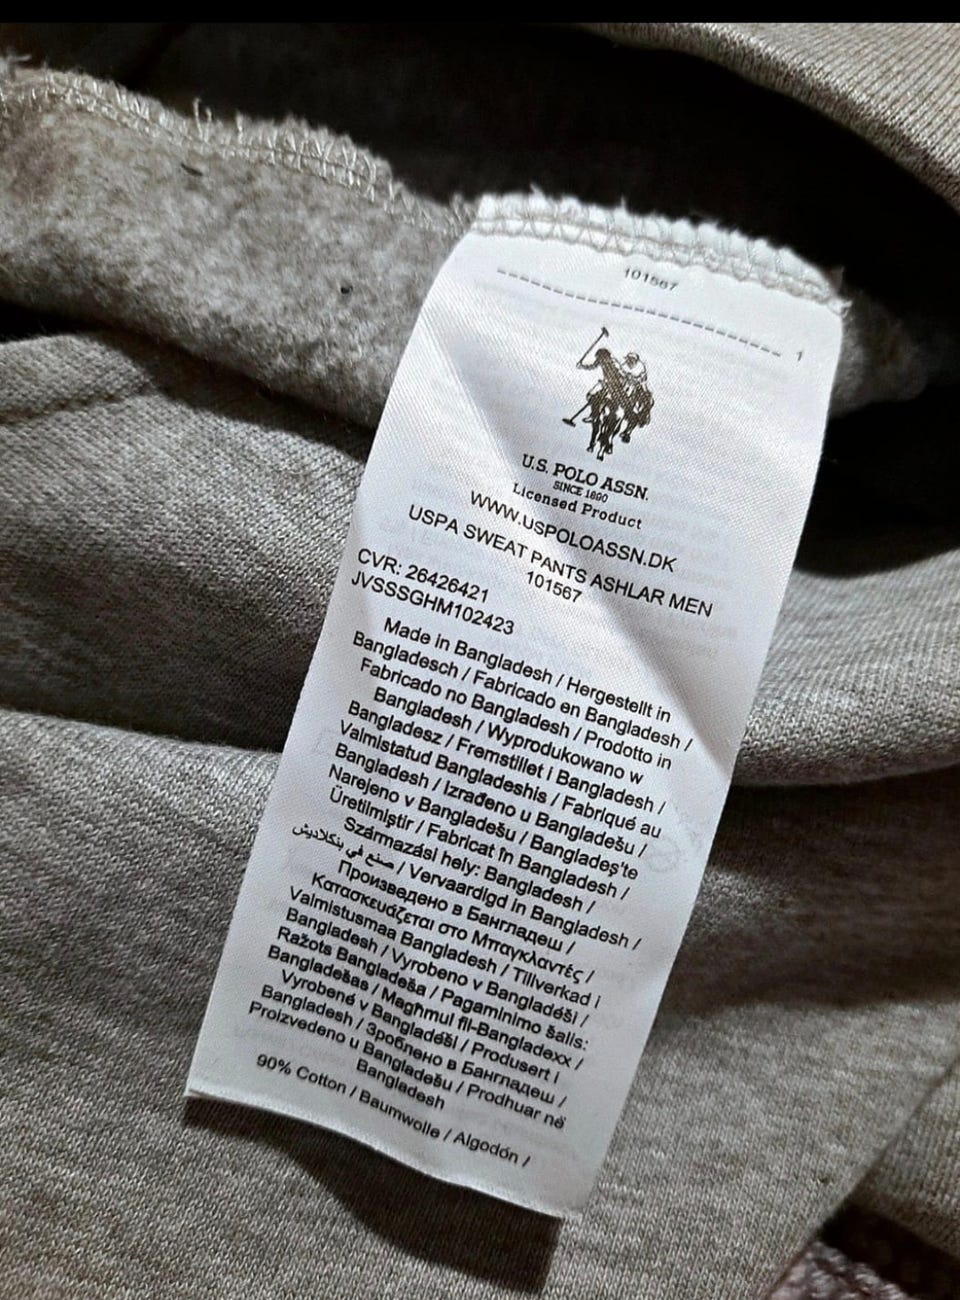 101567
1
U.S. POLO ASSN.
SINCE 1890
Licensed Product
WWW.USPOLOASSN.DK
USPA SWEAT PANTS ASHLAR MEN
101567
CVR: 26426421
JVSSSGHM102423
Made in Bangladesh / Hergestellt in
Bangladesch / Fabricado en Bangladesh /
Fabricado no Bangladesh / Prodotto in
Bangladesh / Wyprodukowano w
Bangladesz / Fremstillet i Bangladesh /
Valmistatud Bangladeshis / Fabriqué au
Bangladesh / Izrađeno u Bangladešu /
Narejeno v Bangladešu / Bangladeş'te
Üretilmiştir / Fabricat în Bangladesh /
Származási hely: Bangladesh /
صنع في بنكلاديش / Vervaardigd in Bangladesh /
Произведено в Бангладеш /
Κατασκευάζεται στο Μπαγκλαντές /
Valmistusmaa Bangladesh / Tillverkad i
Bangladesh / Vyrobeno v Bangladéši /
Ražots Bangladeša / Pagaminimo šalis:
Bangladešas / Magħmul fil-Bangladexx /
Vyrobené v Bangladéši / Produsert i
Bangladesh / Зроблено в Бангладеш /
Proizvedeno u Bangladešu / Prodhuar në
Bangladesh
90% Cotton / Baumwolle / Algodón /